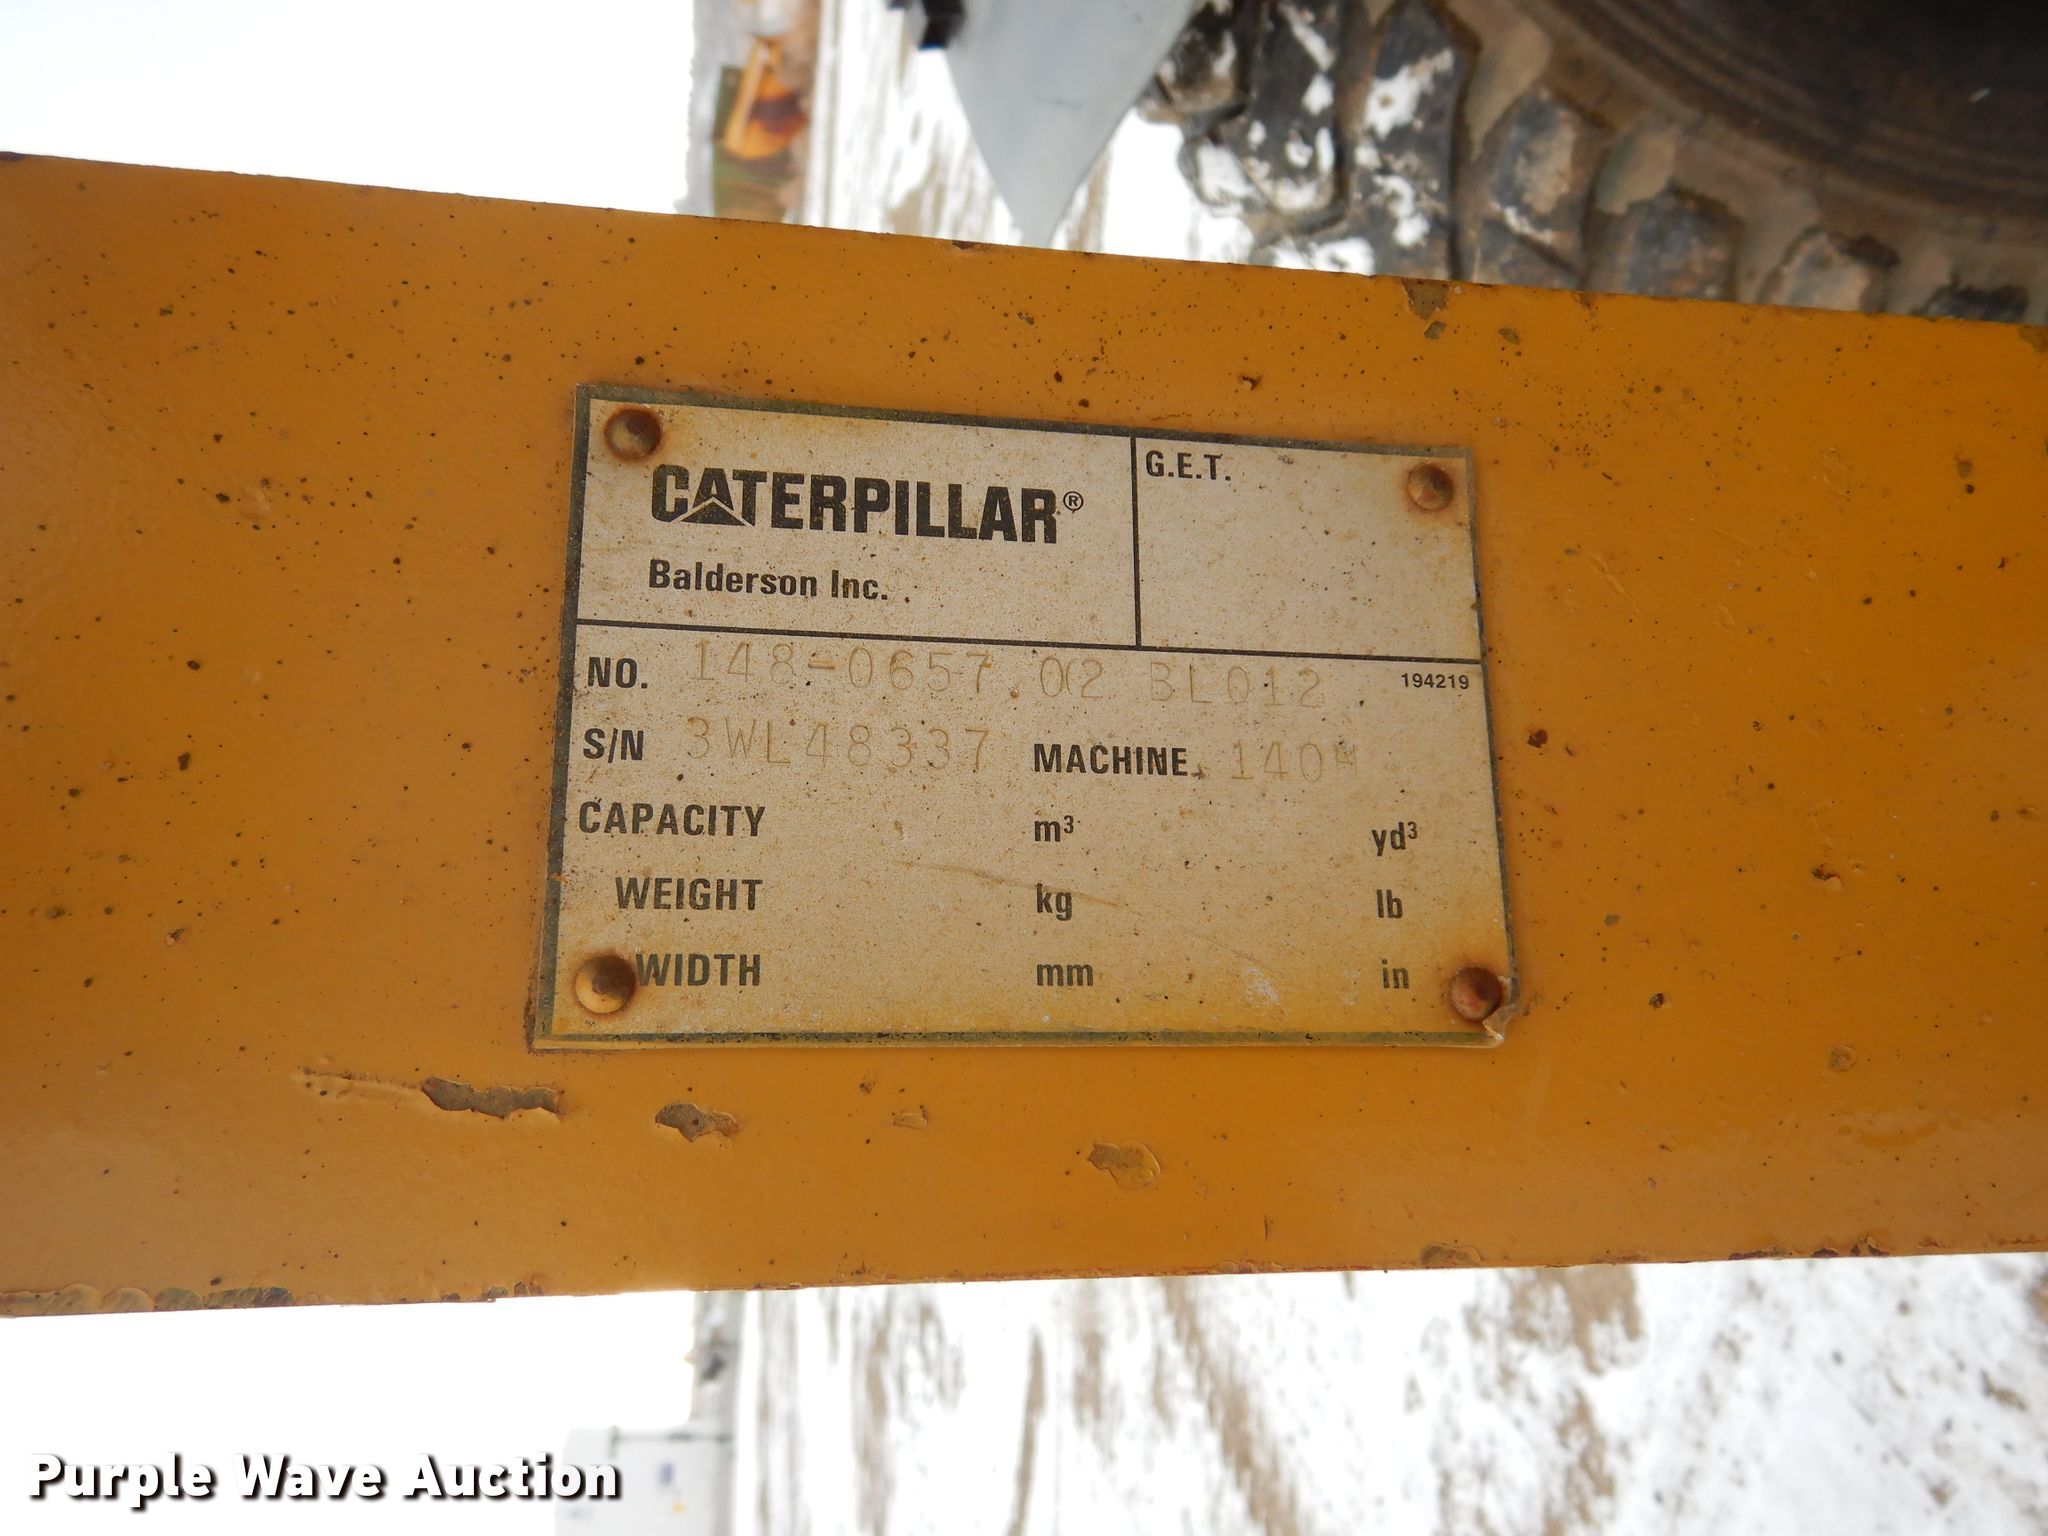 CATERPILLAR®
Balderson Inc.
G.E.T.
NO. 148-0657 02 BL012 194219
S/N 3WL48337 MACHINE 140H
CAPACITY m³ yd³
WEIGHT kg lb
WIDTH mm in
Purple Wave Auction